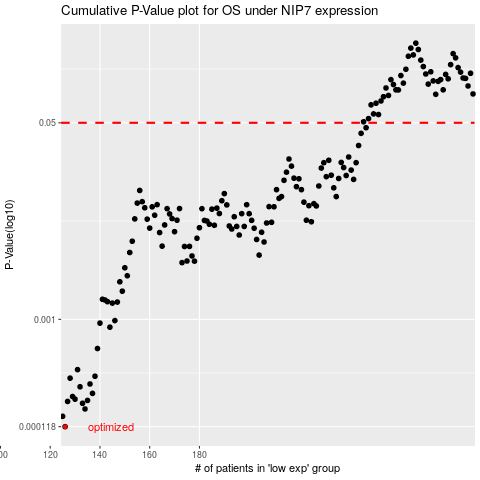 Cumulative P-Value plot for OS under NIP7 expression
P-Value(log10)
0.05
0.001
0.000118
optimized
00 120 140 160 180
# of patients in 'low exp' group